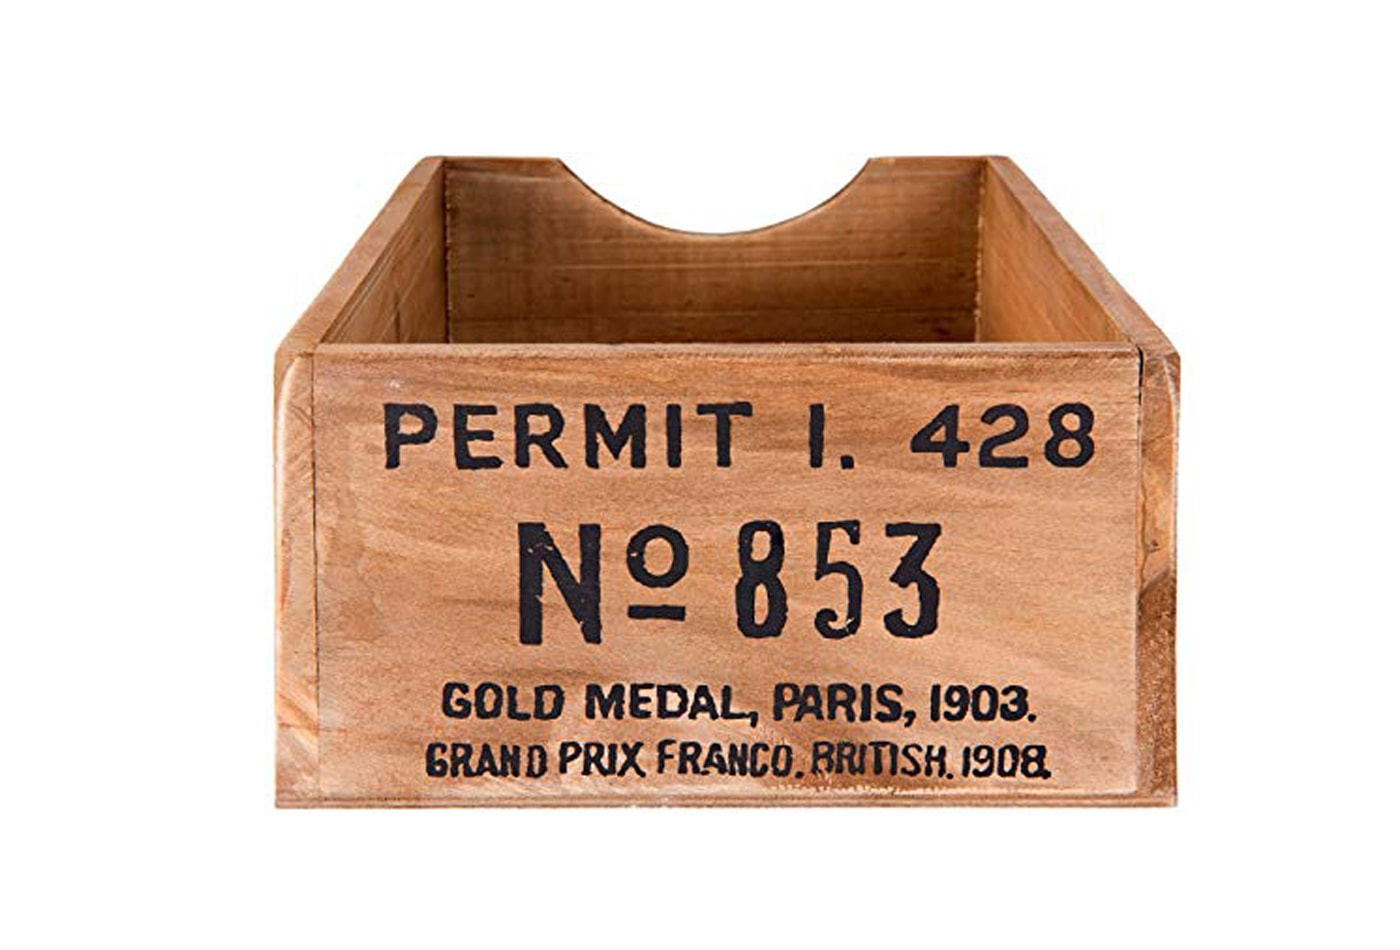 PERMIT I. 428
Nº 853
GOLD MEDAL, PARIS, 1903.
GRAND PRIX FRANCO. BRITISH. 1908.